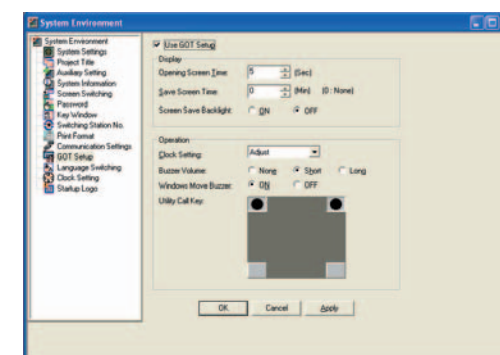 System Environment
System Environment
System Settings
Project Title
Auxiliary Setting
System Information
Screen Switching
Password
Key Window
Switching Station No.
Print Format
Communication Settings
GOT Setup
Language Switching
Clock Setting
Startup Logo
Use GOT Setup
Display
Opening Screen Time: 5 (Sec)
Save Screen Time: 0 (Min) (0 : None)
Screen Save Backlight: ON OFF
Operation
Clock Setting: Adjust
Buzzer Volume: None Short Long
Windows Move Buzzer: ON OFF
Utility Call Key:
OK Cancel Apply